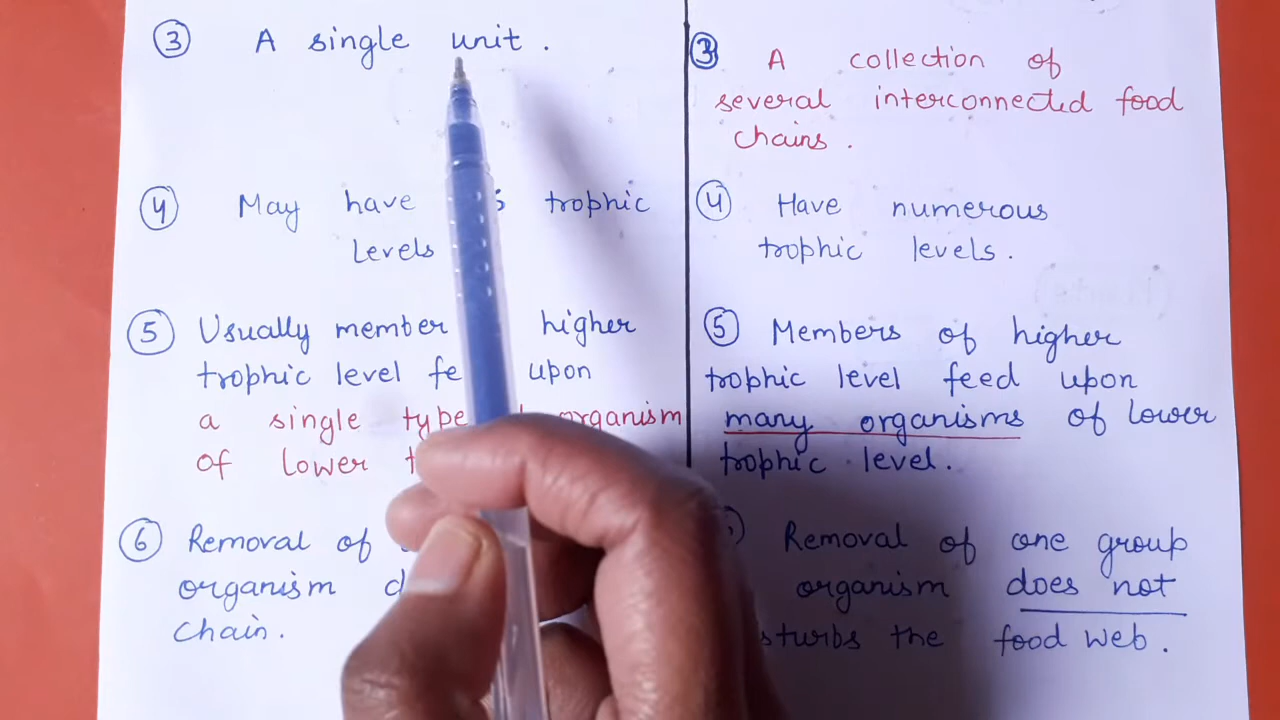 ③ A single unit.
④ May have trophic
Levels
⑤ Usually member higher
trophic level upon
a single type organism
of lower
⑥ Removal of
organism
chain.
③ A collection of
several interconnected food
chains.
④ Have numerous
trophic levels.
⑤ Members of higher
trophic level feed upon
many organisms of lower
trophic level.
Removal of one group
organism does not
the food web.